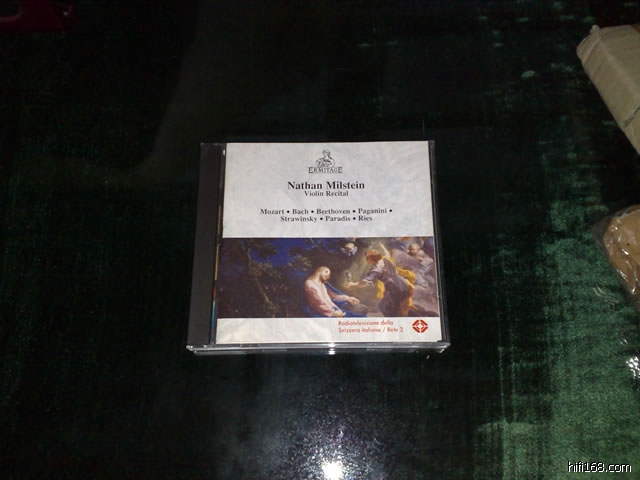 ERMITAGE
Nathan Milstein
Violin Recital
Mozart • Bach • Beethoven • Paganini •
Strawinsky • Paradis • Ries
Radiotelevisione della
Svizzera italiana / Rete 2
hifi168.com